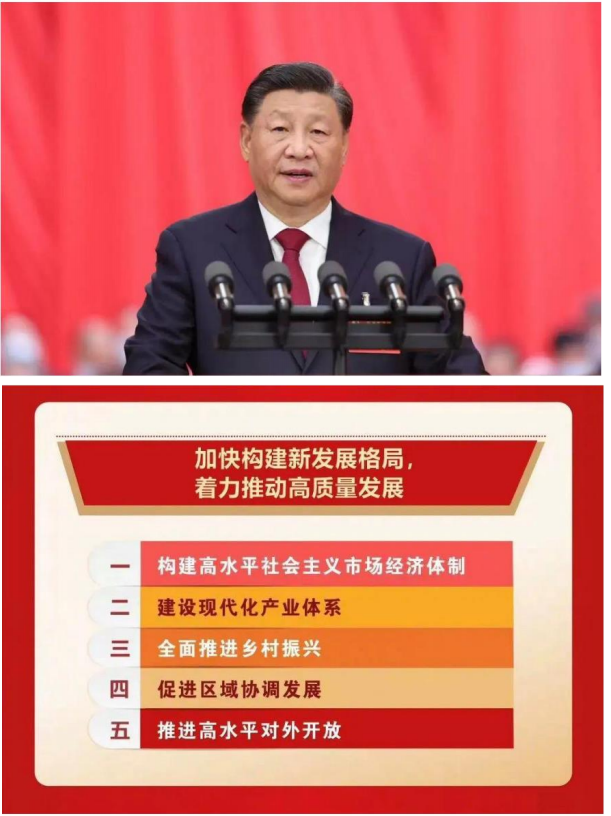 加快构建新发展格局，
着力推动高质量发展
一 构建高水平社会主义市场经济体制
二 建设现代化产业体系
三 全面推进乡村振兴
四 促进区域协调发展
五 推进高水平对外开放